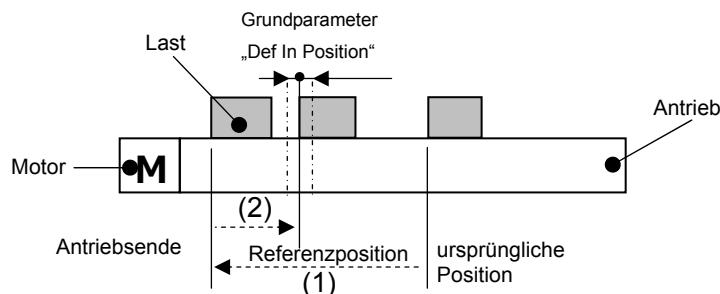 Grundparameter
„Def In Position“
Last
Antrieb
Motor
M
(2)
Antriebsende
Referenzposition
ursprüngliche
Position
(1)